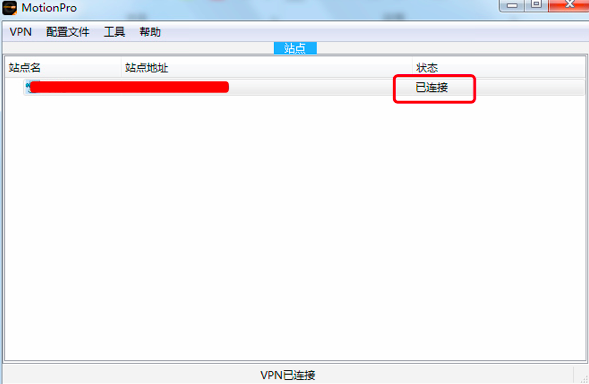 MotionPro
VPN 配置文件 工具 帮助
站点
站点名 站点地址 状态
已连接
VPN已连接